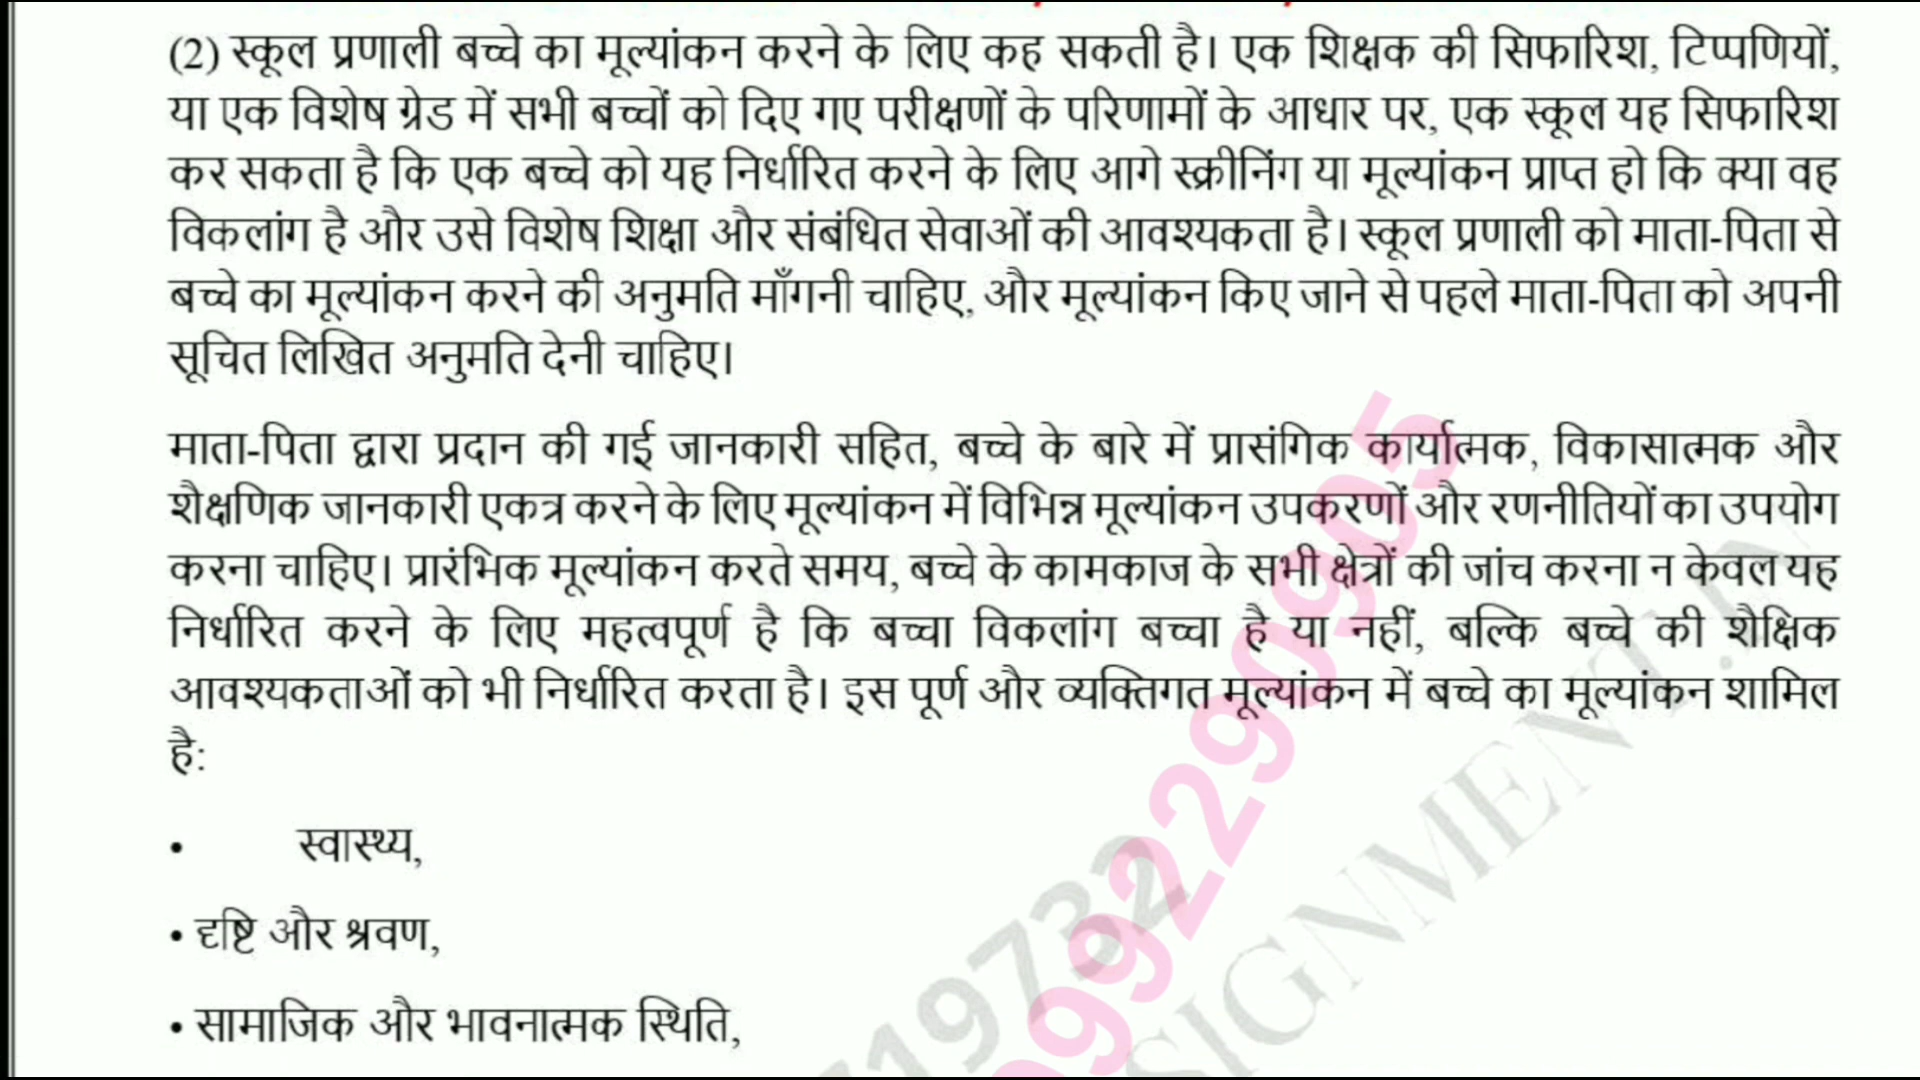 (2) स्कूल प्रणाली बच्चे का मूल्यांकन करने के लिए कह सकती है। एक शिक्षक की सिफारिश, टिप्पणियों,
या एक विशेष ग्रेड में सभी बच्चों को दिए गए परीक्षणों के परिणामों के आधार पर, एक स्कूल यह सिफारिश
कर सकता है कि एक बच्चे को यह निर्धारित करने के लिए आगे स्क्रीनिंग या मूल्यांकन प्राप्त हो कि क्या वह
विकलांग है और उसे विशेष शिक्षा और संबंधित सेवाओं की आवश्यकता है। स्कूल प्रणाली को माता-पिता से
बच्चे का मूल्यांकन करने की अनुमति माँगनी चाहिए, और मूल्यांकन किए जाने से पहले माता-पिता को अपनी
सूचित लिखित अनुमति देनी चाहिए।
माता-पिता द्वारा प्रदान की गई जानकारी सहित, बच्चे के बारे में प्रासंगिक कार्यात्मक, विकासात्मक और
शैक्षणिक जानकारी एकत्र करने के लिए मूल्यांकन में विभिन्न मूल्यांकन उपकरणों और रणनीतियों का उपयोग
करना चाहिए। प्रारंभिक मूल्यांकन करते समय, बच्चे के कामकाज के सभी क्षेत्रों की जांच करना न केवल यह
निर्धारित करने के लिए महत्वपूर्ण है कि बच्चा विकलांग बच्चा है या नहीं, बल्कि बच्चे की शैक्षिक
आवश्यकताओं को भी निर्धारित करता है। इस पूर्ण और व्यक्तिगत मूल्यांकन में बच्चे का मूल्यांकन शामिल
है:
• स्वास्थ्य,
• दृष्टि और श्रवण,
• सामाजिक और भावनात्मक स्थिति,
9992290905
19732
SIGNMENT.IN